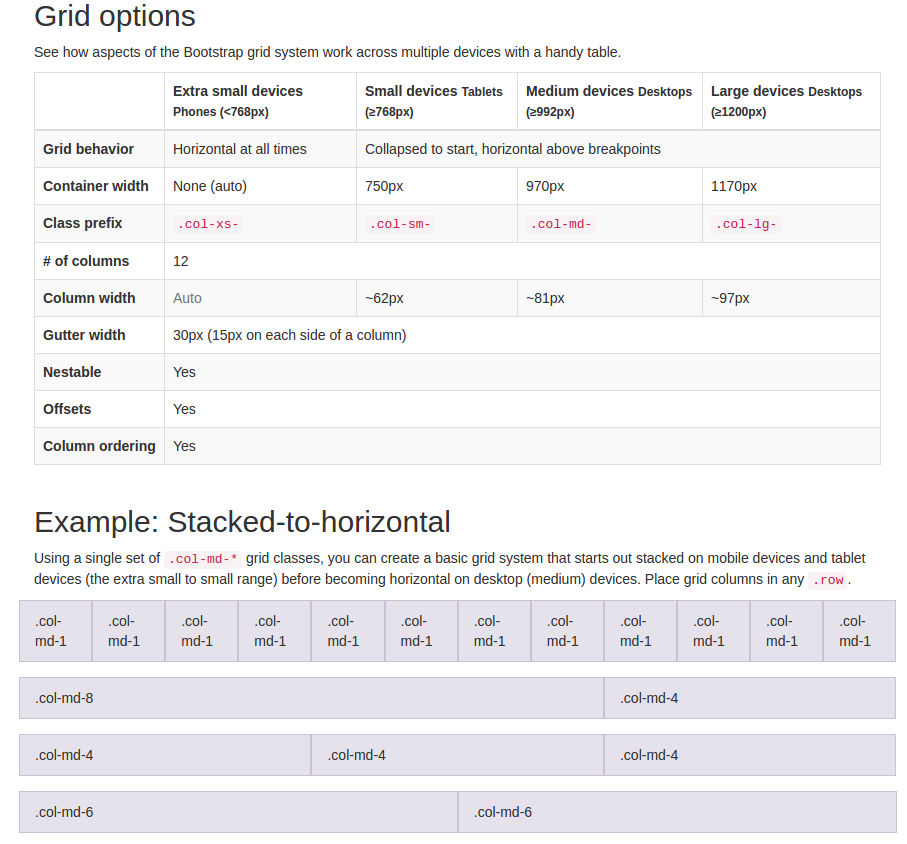 Grid options
See how aspects of the Bootstrap grid system work across multiple devices with a handy table.
Extra small devices Small devices Tablets Medium devices Desktops Large devices Desktops
Phones (<768px) (≥768px) (≥992px) (≥1200px)
Grid behavior Horizontal at all times Collapsed to start, horizontal above breakpoints
Container width None (auto) 750px 970px 1170px
Class prefix .col-xs- .col-sm- .col-md- .col-lg-
# of columns 12
Column width Auto ~62px ~81px ~97px
Gutter width 30px (15px on each side of a column)
Nestable Yes
Offsets Yes
Column ordering Yes
Example: Stacked-to-horizontal
Using a single set of .col-md-* grid classes, you can create a basic grid system that starts out stacked on mobile devices and tablet
devices (the extra small to small range) before becoming horizontal on desktop (medium) devices. Place grid columns in any .row.
.col- .col- .col- .col- .col- .col- .col- .col- .col- .col- .col- .col-
md-1 md-1 md-1 md-1 md-1 md-1 md-1 md-1 md-1 md-1 md-1 md-1
.col-md-8 .col-md-4
.col-md-4 .col-md-4 .col-md-4
.col-md-6 .col-md-6